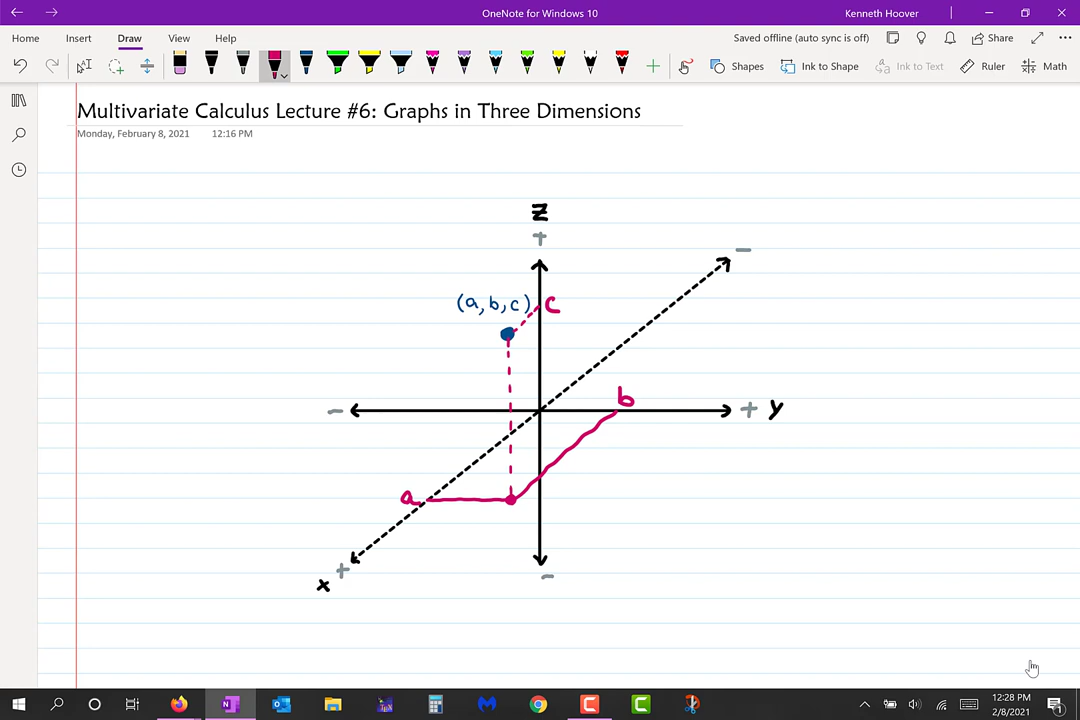 OneNote for Windows 10
Kenneth Hoover
Home Insert Draw View Help
Saved offline (auto sync is off)
Share
Shapes
Ink to Shape
Ink to Text
Ruler
Math
Multivariate Calculus Lecture #6: Graphs in Three Dimensions
Monday, February 8, 2021 12:16 PM
z
+
−
(a, b, c) c
b
− + y
a
+
x
−
12:28 PM
2/8/2021